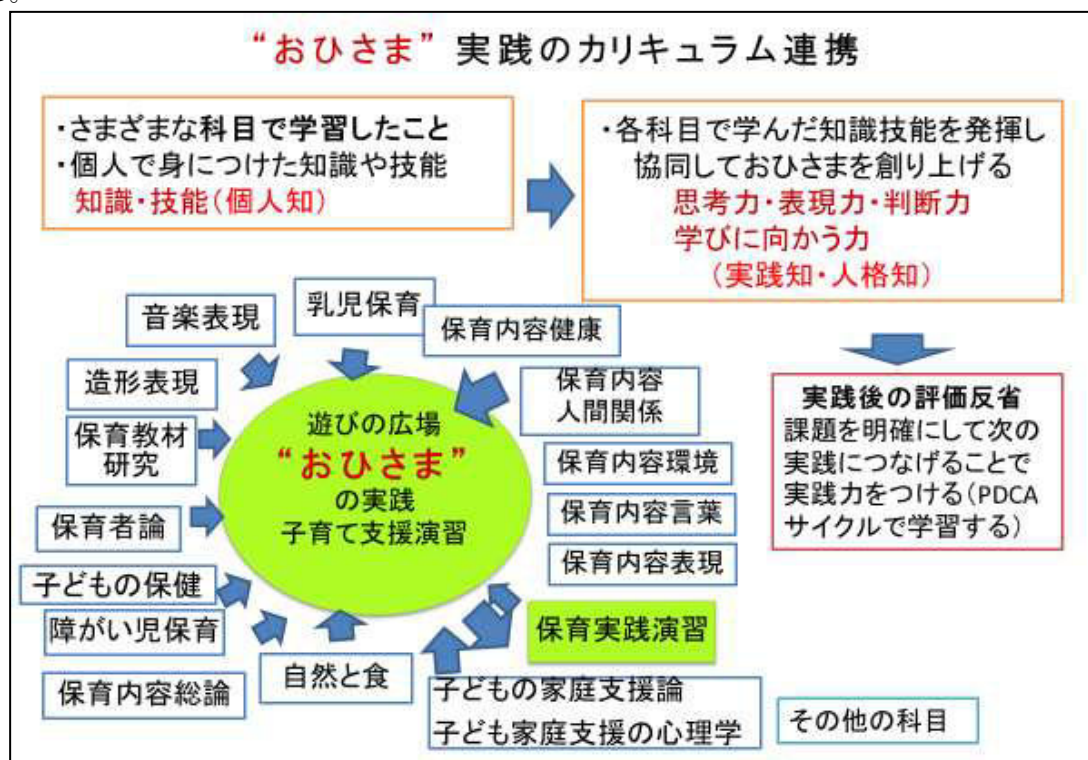 。
“おひさま” 実践のカリキュラム連携
・さまざまな科目で学習したこと
・個人で身につけた知識や技能
知識・技能(個人知)
・各科目で学んだ知識技能を発揮し
協同しておひさまを創り上げる
思考力・表現力・判断力
学びに向かう力
(実践知・人格知)
音楽表現
乳児保育
保育内容健康
造形表現
保育内容
人間関係
保育教材
研究
保育内容環境
保育者論
保育内容言葉
保育内容表現
子どもの保健
障がい児保育
保育内容総論
自然と食
遊びの広場
“おひさま”
の実践
子育て支援演習
保育実践演習
子どもの家庭支援論
子ども家庭支援の心理学
その他の科目
実践後の評価反省
課題を明確にして次の
実践につなげることで
実践力をつける(PDCA
サイクルで学習する)